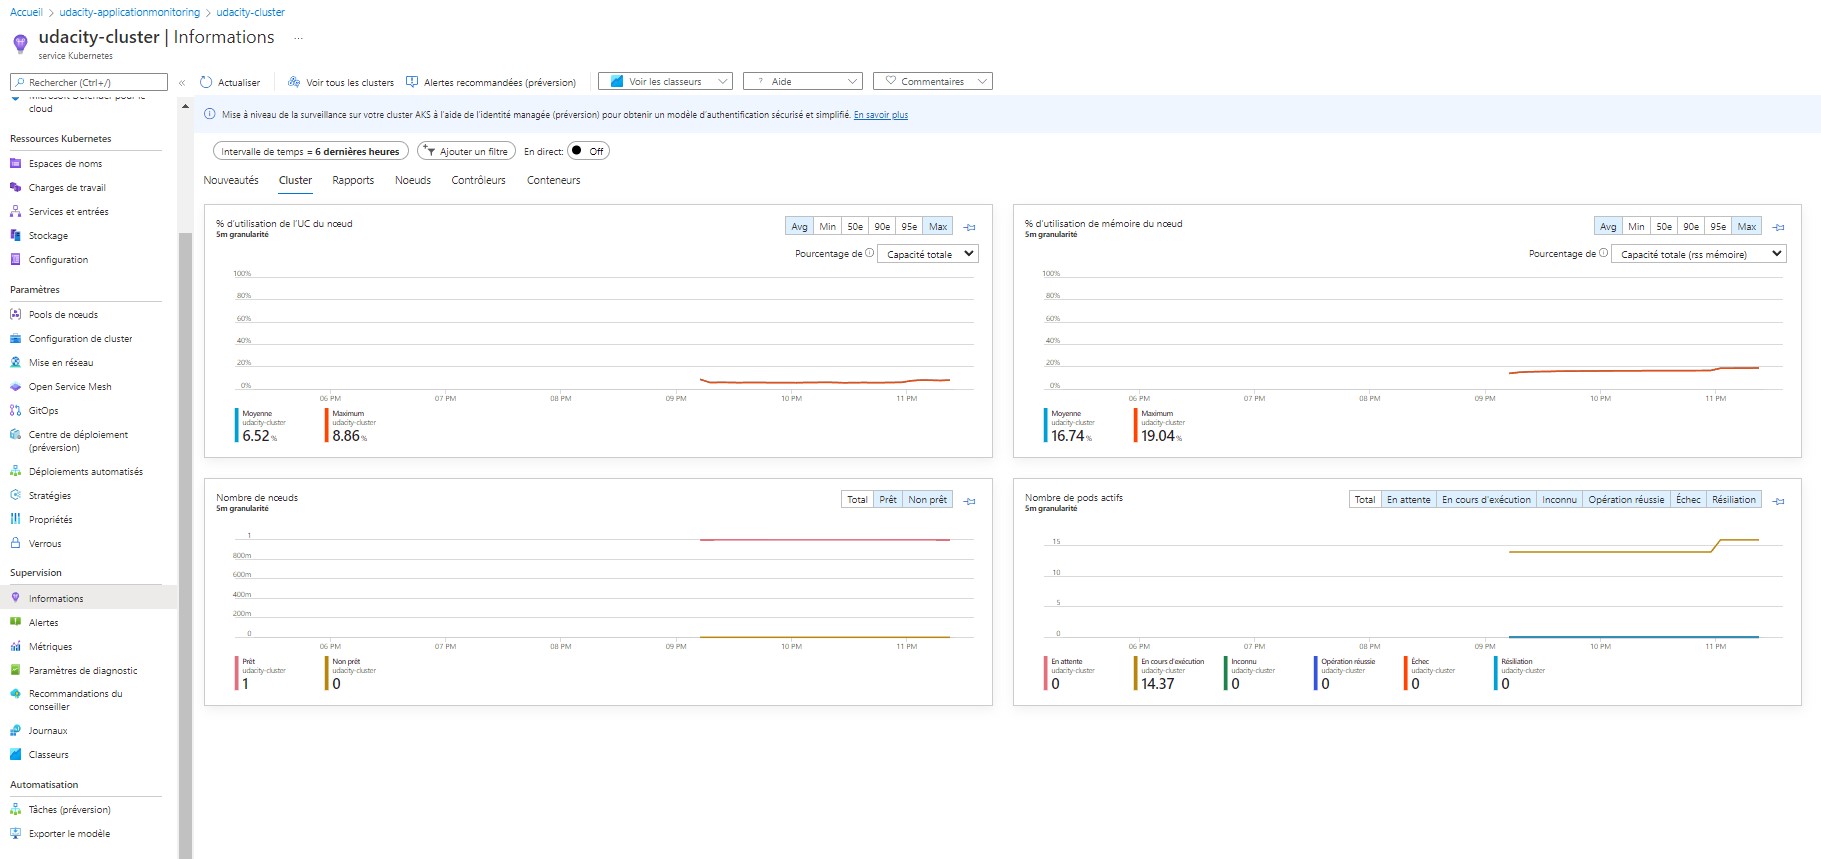 Accueil > udacity-applicationmonitoring > udacity-cluster
udacity-cluster | Informations ...
service Kubernetes
Rechercher (Ctrl+/)
«
Actualiser
Voir tous les clusters
Alertes recommandées (préversion)
Voir les classeurs
? Aide
Commentaires
Microsoft Defender pour le
cloud
Ressources Kubernetes
Espaces de noms
Charges de travail
Services et entrées
Stockage
Configuration
Paramètres
Pools de nœuds
Configuration de cluster
Mise en réseau
Open Service Mesh
GitOps
Centre de déploiement
(préversion)
Déploiements automatisés
Stratégies
Propriétés
Verrous
Supervision
Informations
Alertes
Métriques
Paramètres de diagnostic
Recommandations du
conseiller
Journaux
Classeurs
Automatisation
Tâches (préversion)
Exporter le modèle
Mise à niveau de la surveillance sur votre cluster AKS à l'aide de l'identité managée (préversion) pour obtenir un modèle d'authentification sécurisé et simplifié. En savoir plus
Intervalle de temps = 6 dernières heures
Ajouter un filtre
En direct: Off
Nouveautés Cluster Rapports Noeuds Contrôleurs Conteneurs
% d'utilisation de l'UC du nœud
5m granularité
Avg Min 50e 90e 95e Max
Pourcentage de Capacité totale
100%
80%
60%
40%
20%
0%
06 PM 07 PM 08 PM 09 PM 10 PM 11 PM
Moyenne
udacity-cluster
6.52 %
Maximum
udacity-cluster
8.86 %
% d'utilisation de mémoire du nœud
5m granularité
Avg Min 50e 90e 95e Max
Pourcentage de Capacité totale (rss mémoire)
100%
80%
60%
40%
20%
0%
06 PM 07 PM 08 PM 09 PM 10 PM 11 PM
Moyenne
udacity-cluster
16.74 %
Maximum
udacity-cluster
19.04 %
Nombre de nœuds
5m granularité
Total Prêt Non prêt
1
800m
600m
400m
200m
0
06 PM 07 PM 08 PM 09 PM 10 PM 11 PM
Prêt
udacity-cluster
1
Non prêt
udacity-cluster
0
Nombre de pods actifs
5m granularité
Total En attente En cours d'exécution Inconnu Opération réussie Échec Résiliation
15
10
5
0
06 PM 07 PM 08 PM 09 PM 10 PM 11 PM
En attente
udacity-cluster
0
En cours d'exécution
udacity-cluster
14.37
Inconnu
udacity-cluster
0
Opération réussie
udacity-cluster
0
Échec
udacity-cluster
0
Résiliation
udacity-cluster
0